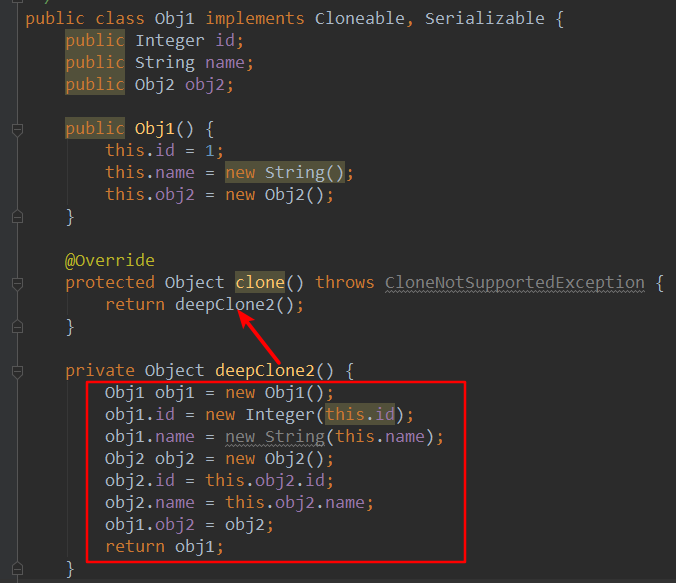 public class Obj1 implements Cloneable, Serializable {
public Integer id;
public String name;
public Obj2 obj2;
public Obj1() {
this.id = 1;
this.name = new String();
this.obj2 = new Obj2();
}
@Override
protected Object clone() throws CloneNotSupportedException {
return deepClone2();
}
private Object deepClone2() {
Obj1 obj1 = new Obj1();
obj1.id = new Integer(this.id);
obj1.name = new String(this.name);
Obj2 obj2 = new Obj2();
obj2.id = this.obj2.id;
obj2.name = this.obj2.name;
obj1.obj2 = obj2;
return obj1;
}